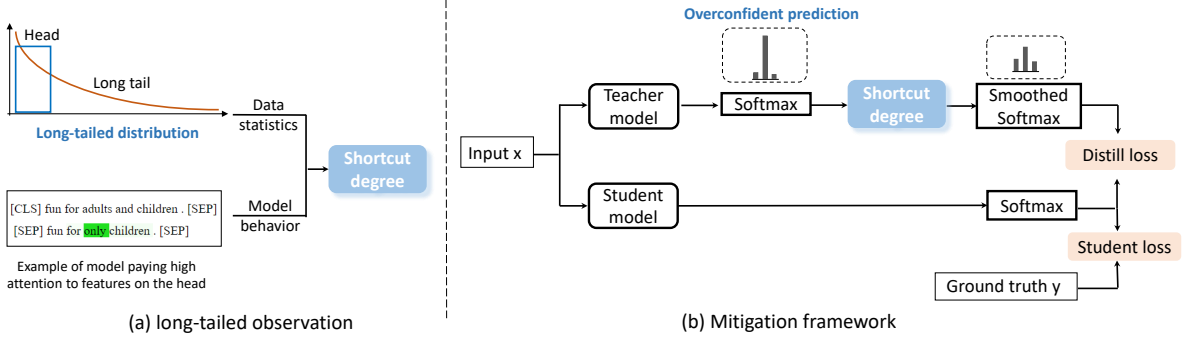 Head
Long tail
Long-tailed distribution
Data
statistics
Shortcut
degree
[CLS] fun for adults and children . [SEP]
[SEP] fun for only children . [SEP]
Model
behavior
Example of model paying high
attention to features on the head
(a) long-tailed observation
Overconfident prediction
Input x
Teacher
model
Softmax
Shortcut
degree
Smoothed
Softmax
Distill loss
Student
model
Softmax
Student loss
Ground truth y
(b) Mitigation framework